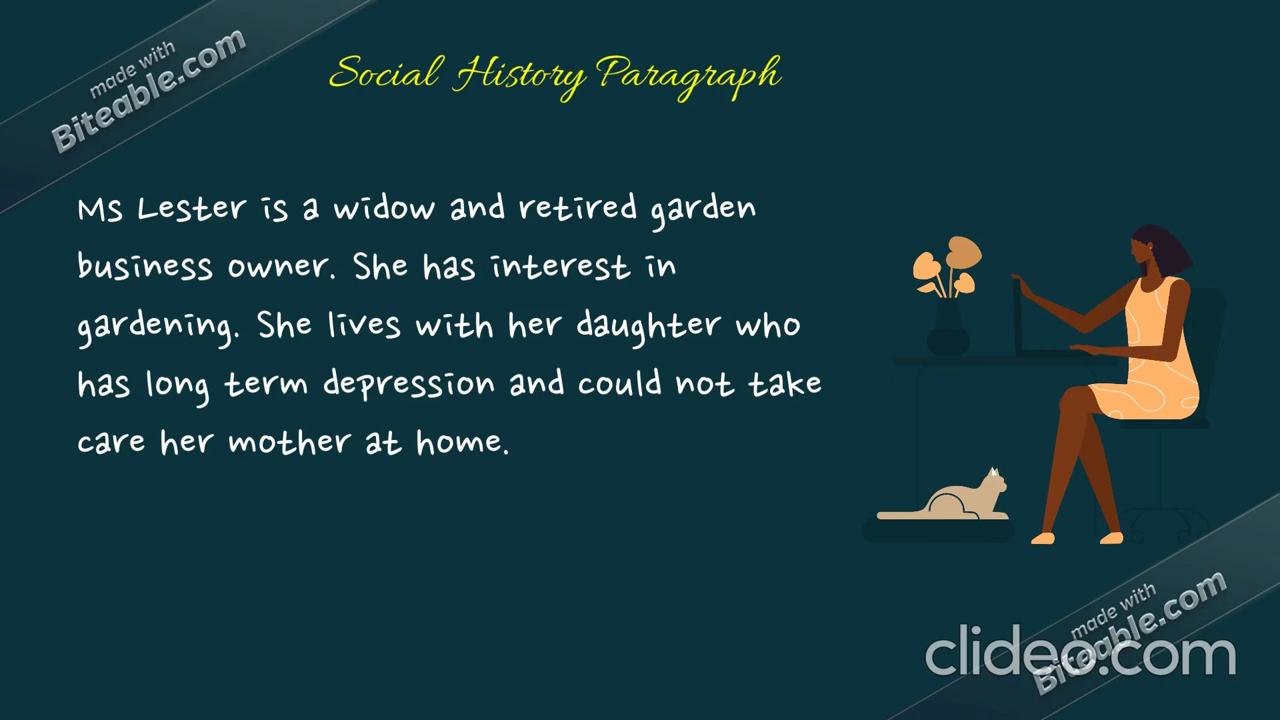 made with
Biteable.com
Social History Paragraph
Ms Lester is a widow and retired garden
business owner. She has interest in
gardening. She lives with her daughter who
has long term depression and could not take
care her mother at home.
made with
Biteable.com
clideo.com